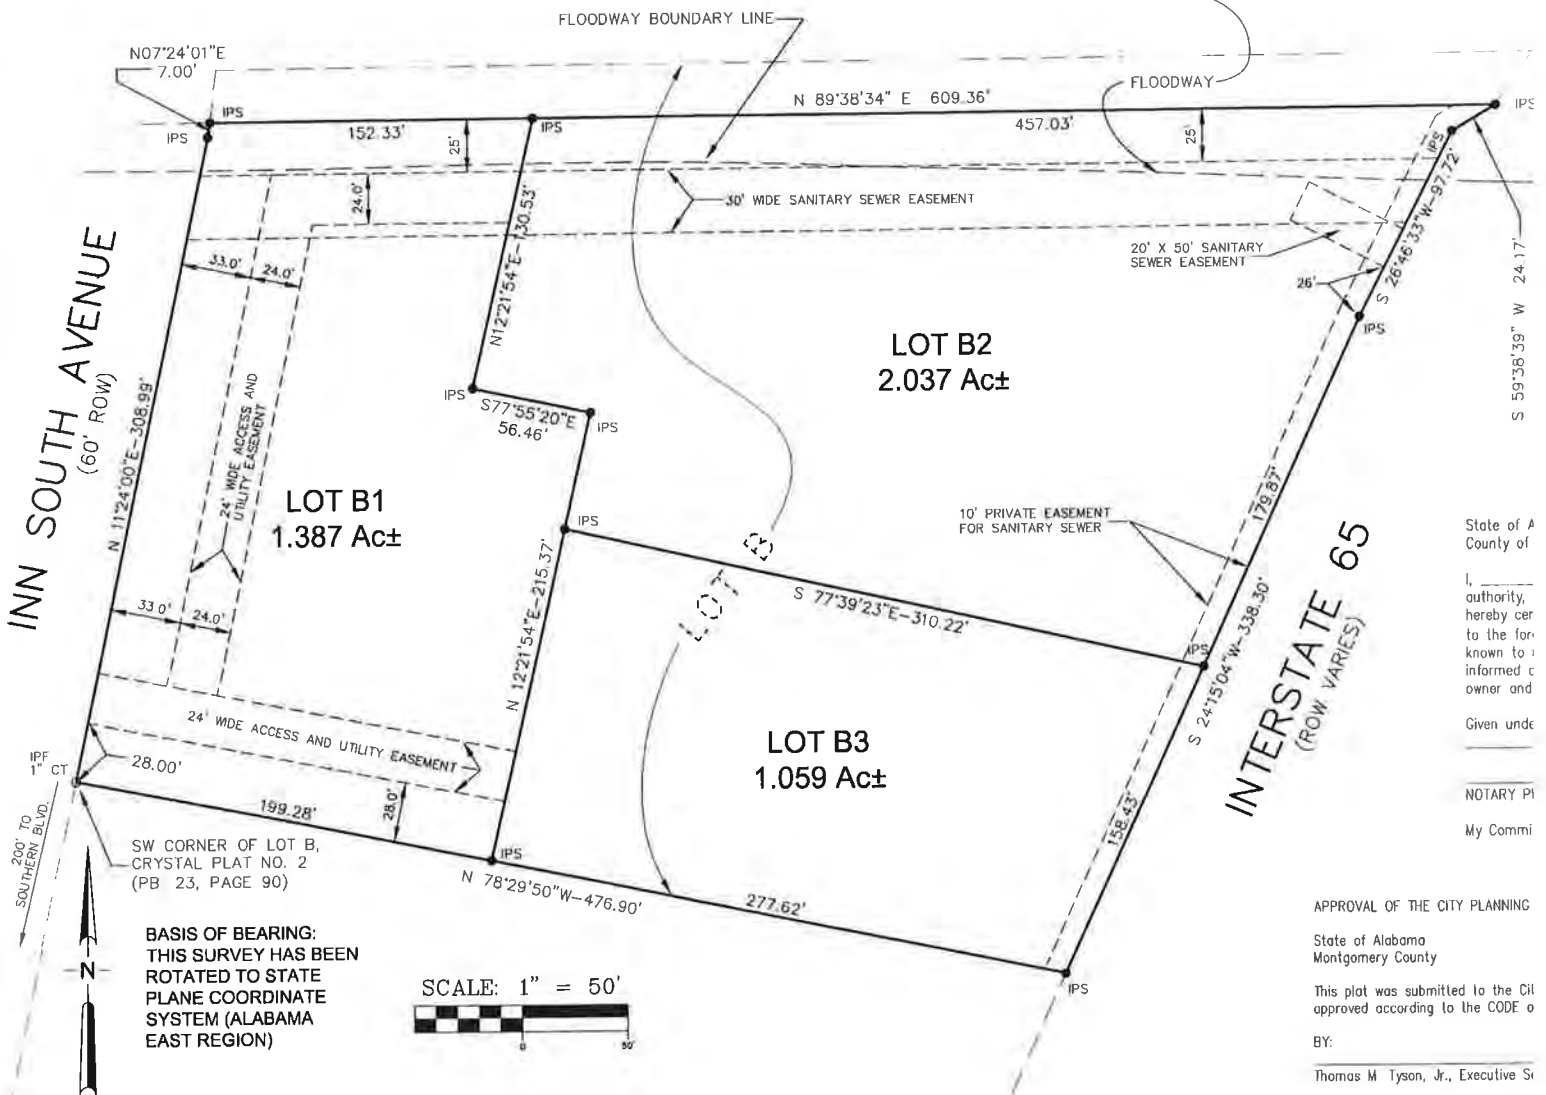 FLOODWAY BOUNDARY LINE
N07°24'01"E
7.00'
FLOODWAY
N 89°38'34" E 609.36'
IPS
IPS
IPS
IPS
IPS
152.33'
25'
457.03'
25'
24.0'
30' WIDE SANITARY SEWER EASEMENT
20' X 50' SANITARY
SEWER EASEMENT
26'
S 26°46'33"W-97.72'
S 59°38'39" W 24.17'
IPS
33.0'
24.0'
N12°21'54"E-130.53'
INN SOUTH AVENUE
(60' ROW)
N 11°24'00"E-308.99'
24' WIDE ACCESS AND
UTILITY EASEMENT
LOT B2
2.037 Ac±
IPS
S77°55'20"E
56.46'
IPS
LOT B1
1.387 Ac±
IPS
10' PRIVATE EASEMENT
FOR SANITARY SEWER
179.87'
LOT B
S 77°39'23"E-310.22'
N 12°21'54"E-215.37'
IPS
S 24°15'04"W-338.30'
INTERSTATE 65
(ROW VARIES)
33.0'
24.0'
24' WIDE ACCESS AND UTILITY EASEMENT
LOT B3
1.059 Ac±
158.43'
IPF
1" CT
28.00'
199.28'
28.0'
200' TO
SOUTHERN BLVD.
SW CORNER OF LOT B,
CRYSTAL PLAT NO. 2
(PB 23, PAGE 90)
IPS
N 78°29'50"W-476.90'
277.62'
IPS
N
BASIS OF BEARING:
THIS SURVEY HAS BEEN
ROTATED TO STATE
PLANE COORDINATE
SYSTEM (ALABAMA
EAST REGION)
SCALE: 1" = 50'
0 50'
State of A
County of
I,
authority,
hereby cer
to the for
known to
informed
owner and
Given unde
NOTARY P
My Commi
APPROVAL OF THE CITY PLANNING
State of Alabama
Montgomery County
This plat was submitted to the Cit
approved according to the CODE o
BY:
Thomas M Tyson, Jr., Executive S